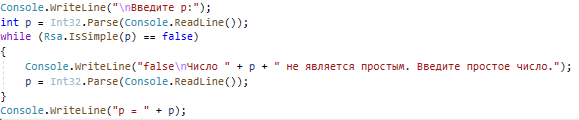 Console.WriteLine("\nВведите p:");
int p = Int32.Parse(Console.ReadLine());
while (Rsa.IsSimple(p) == false)
{
Console.WriteLine("false\nЧисло " + p + " не является простым. Введите простое число.");
p = Int32.Parse(Console.ReadLine());
}
Console.WriteLine("p = " + p);